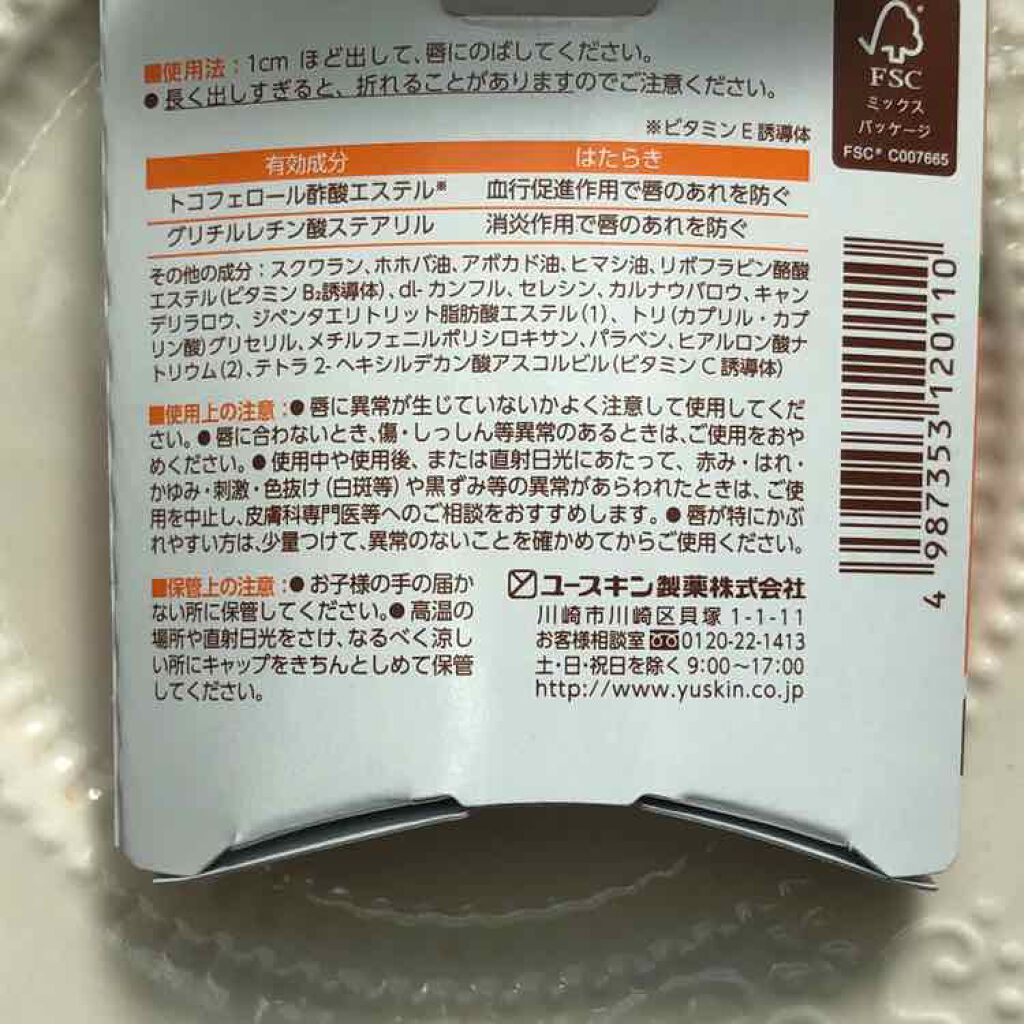 ■使用法：1cm ほど出して、唇にのばしてください。
●長く出しすぎると、折れることがありますのでご注意ください。
※ビタミンE誘導体
有効成分 はたらき
トコフェロール酢酸エステル※ 血行促進作用で唇のあれを防ぐ
グリチルレチン酸ステアリル 消炎作用で唇のあれを防ぐ
その他の成分：スクワラン、ホホバ油、アボカド油、ヒマシ油、リボフラビン酪酸
エステル(ビタミンB₂誘導体)、dl-カンフル、セレシン、カルナウバロウ、キャン
デリラロウ、ジペンタエリトリット脂肪酸エステル(1)、トリ(カプリル・カプ
リン酸)グリセリル、メチルフェニルポリシロキサン、パラベン、ヒアルロン酸ナ
トリウム(2)、テトラ2-ヘキシルデカン酸アスコルビル(ビタミンC誘導体)
■使用上の注意：●唇に異常が生じていないかよく注意して使用してくだ
さい。●唇に合わないとき、傷・しっしん等異常のあるときは、ご使用をおや
めください。●使用中や使用後、または直射日光にあたって、赤み・はれ・
かゆみ・刺激・色抜け(白斑等)や黒ずみ等の異常があらわれたときは、ご使
用を中止し、皮膚科専門医等へのご相談をおすすめします。●唇が特にかぶ
れやすい方は、少量つけて、異常のないことを確かめてからご使用ください。
■保管上の注意：●お子様の手の届か
ない所に保管してください。●高温の
場所や直射日光をさけ、なるべく涼し
い所にキャップをきちんとしめて保管
してください。
ユースキン製薬株式会社
川崎市川崎区貝塚 1-1-11
お客様相談室 0120-22-1413
土・日・祝日を除く 9:00～17:00
http://www.yuskin.co.jp
FSC
ミックス
パッケージ
FSC® C007665
4 987353 120110